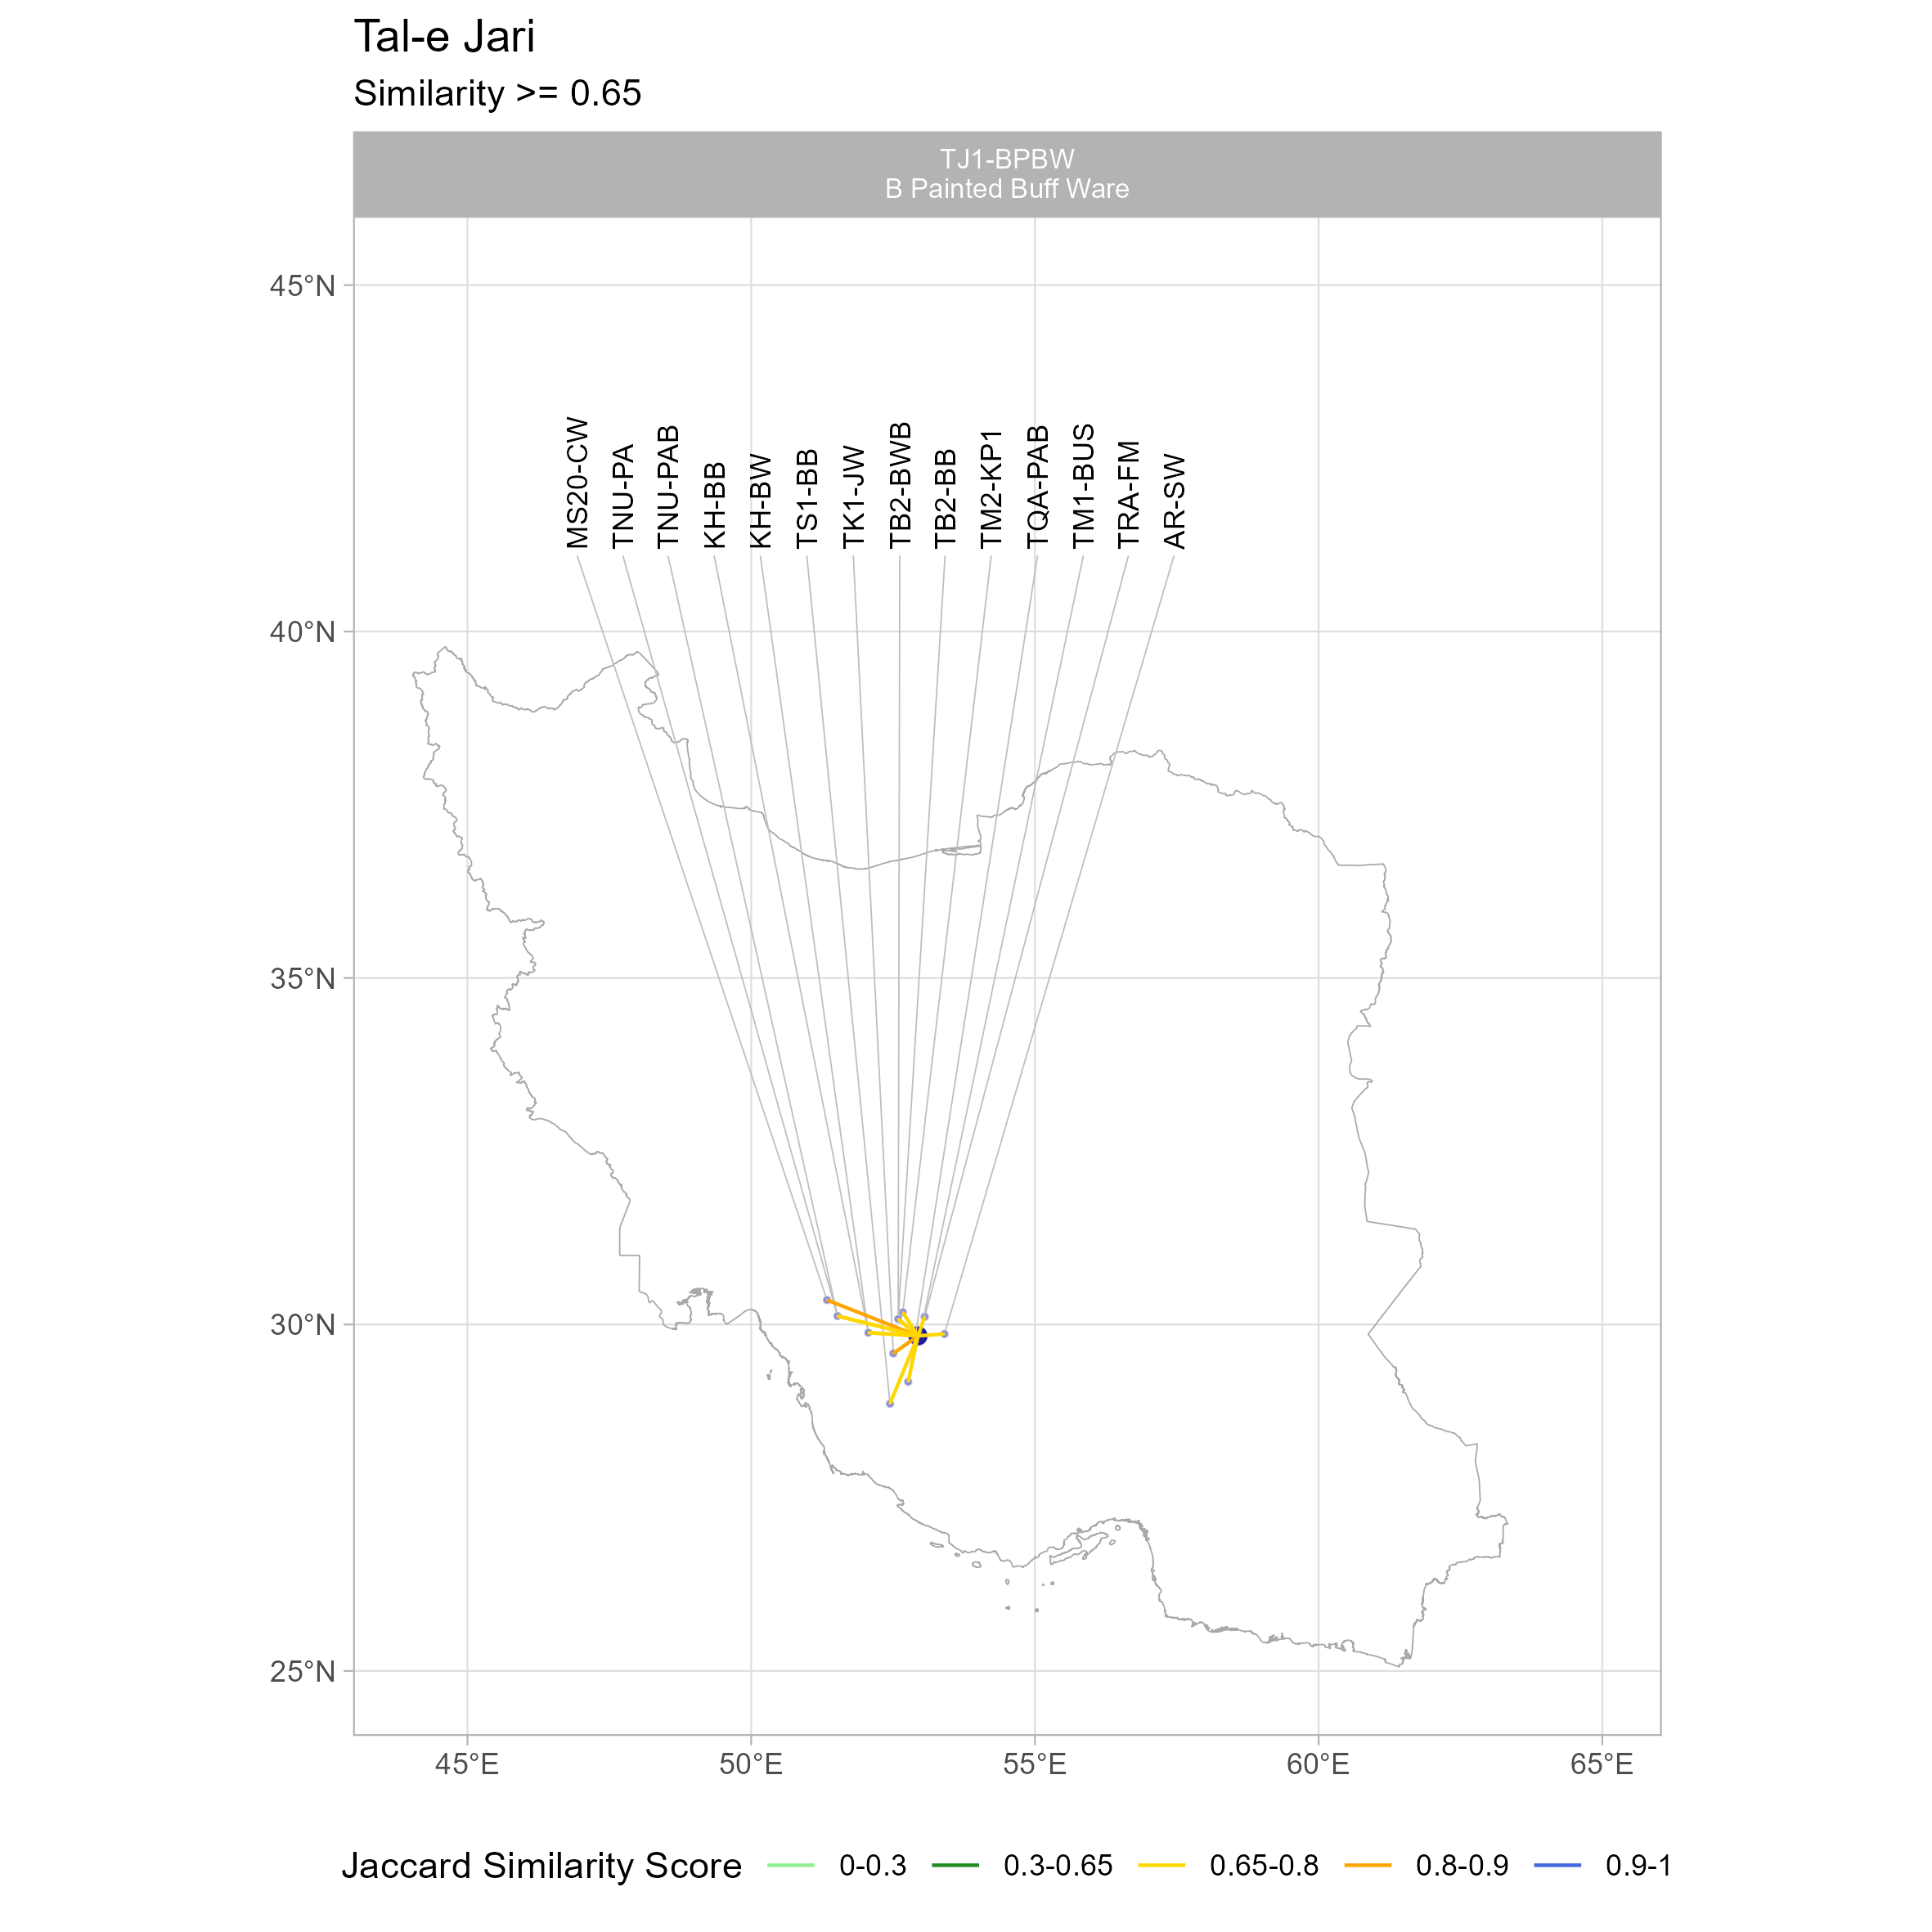 Tal-e Jari
Similarity >= 0.65
TJ1-BPBW
B Painted Buff Ware
45°N
40°N
35°N
30°N
25°N
MS20-CW
TNU-PA
TNU-PAB
KH-BB
KH-BW
TS1-BB
TK1-JW
TB2-BWB
TB2-BB
TM2-KP1
TQA-PAB
TM1-BUS
TRA-FM
AR-SW
45°E 50°E 55°E 60°E 65°E
Jaccard Similarity Score 0-0.3 0.3-0.65 0.65-0.8 0.8-0.9 0.9-1